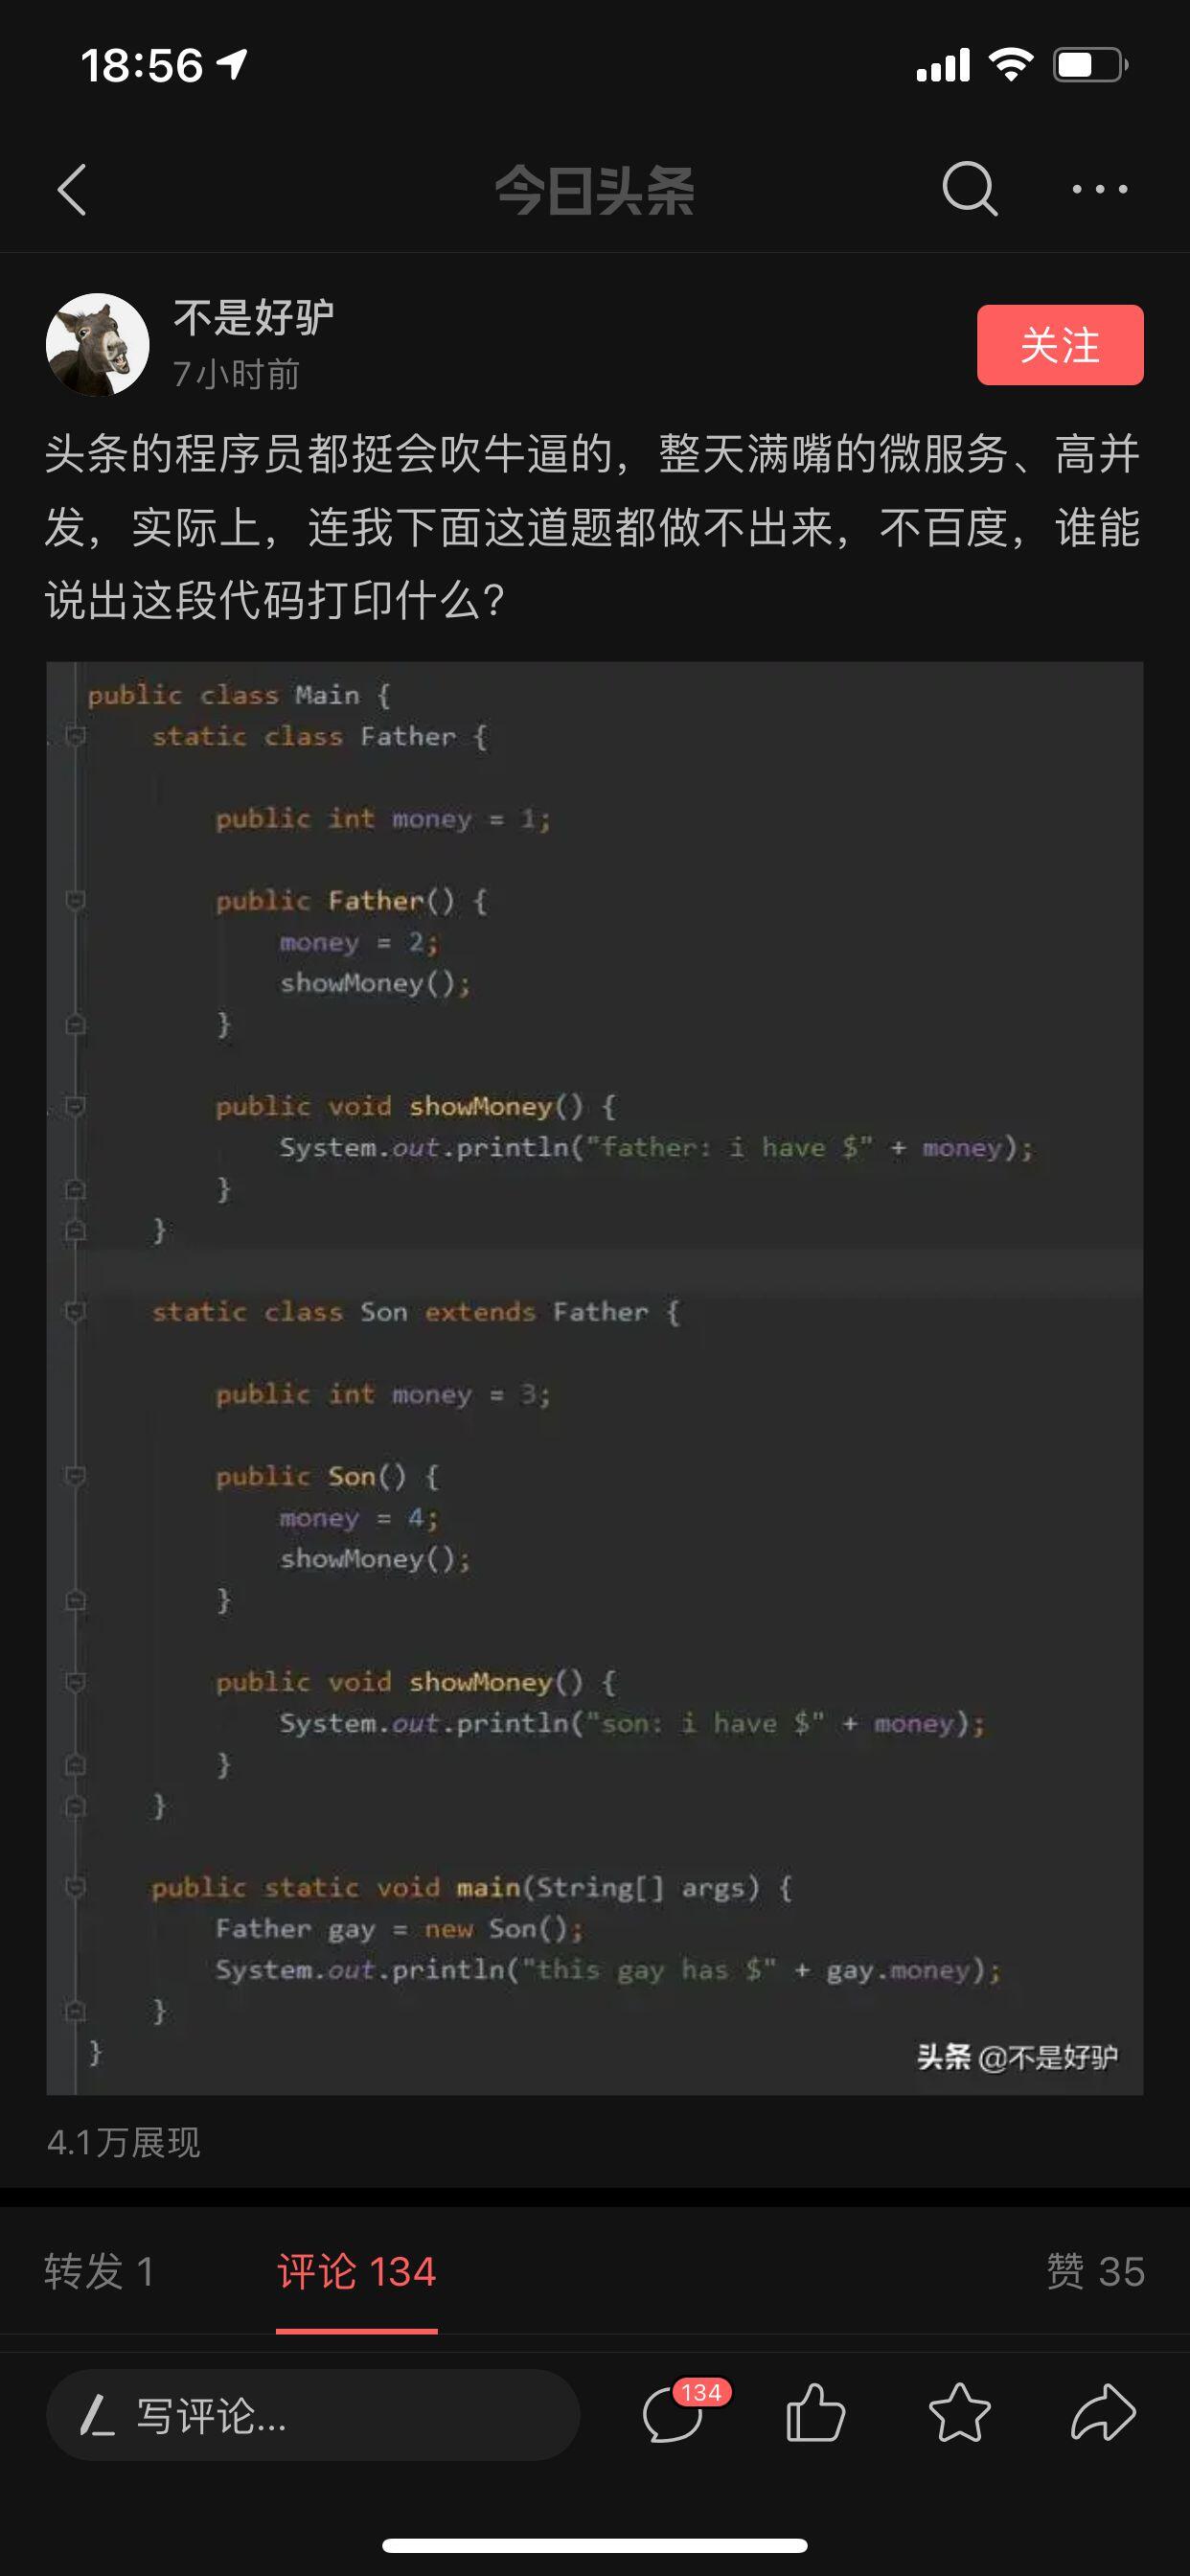 18:56
今日头条
不是好驴
7小时前
关注
头条的程序员都挺会吹牛逼的，整天满嘴的微服务、高并
发，实际上，连我下面这道题都做不出来，不百度，谁能
说出这段代码打印什么?
public class Main {
static class Father {
public int money = 1;
public Father() {
money = 2;
showMoney();
}
public void showMoney() {
System.out.println("father: i have $" + money);
}
}
static class Son extends Father {
public int money = 3;
public Son() {
money = 4;
showMoney();
}
public void showMoney() {
System.out.println("son: i have $" + money);
}
}
public static void main(String[] args) {
Father gay = new Son();
System.out.println("this gay has $" + gay.money);
}
}
头条 @不是好驴
4.1万展现
转发 1
评论 134
赞 35
写评论...
134